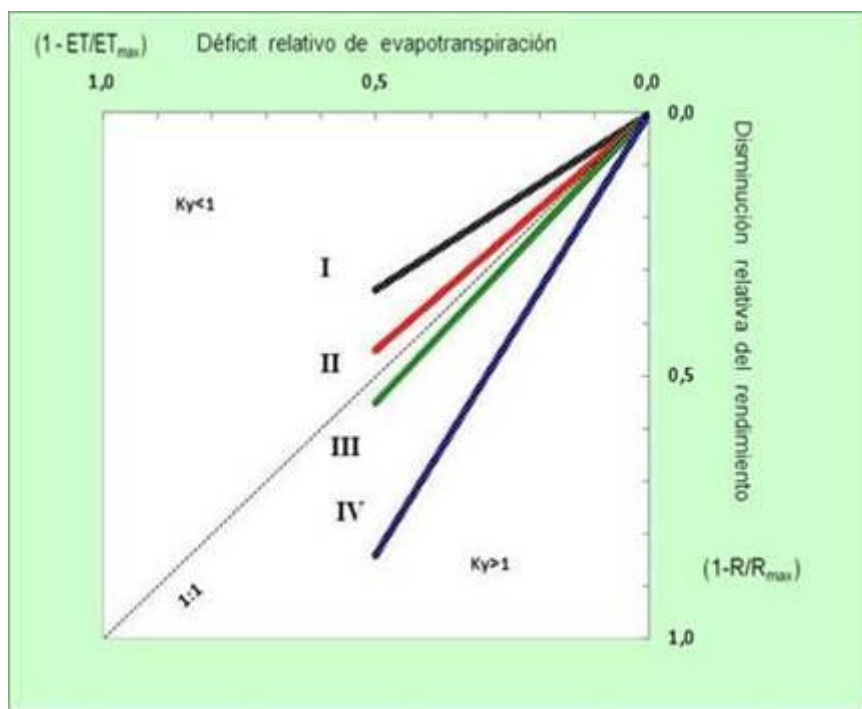 (1 - ET/ETmax) Déficit relativo de evapotranspiración
1,0 0,5 0,0
0,0
Ky<1
I
II
0,5
III
IV
Ky>1
1:1
1,0
Disminución relativa del rendimiento
(1-R/Rmax)